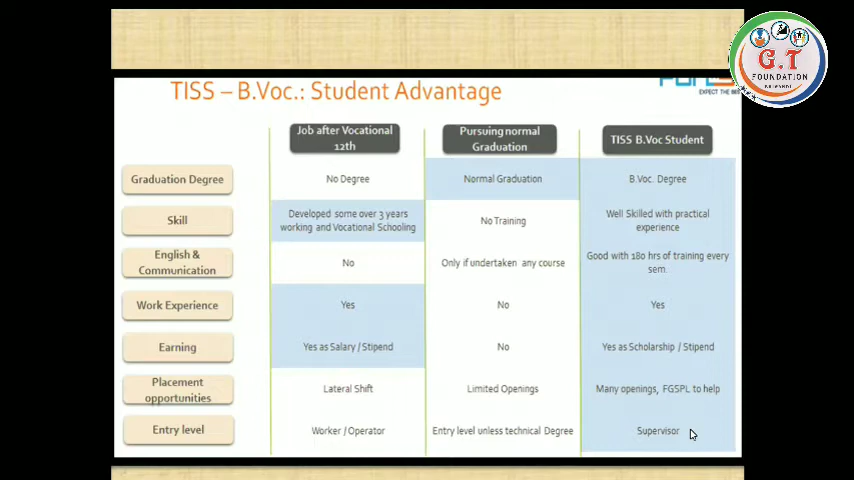 G.T
FOUNDATION
EXPECT THE
TISS – B.Voc.: Student Advantage
Job after Vocational
12th
Pursuing normal
Graduation
TISS B.Voc Student
Graduation Degree
No Degree
Normal Graduation
B.Voc. Degree
Skill
Developed some over 3 years
working and Vocational Schooling
No Training
Well Skilled with practical
experience
English &
Communication
No
Only if undertaken any course
Good with 180 hrs of training every
sem.
Work Experience
Yes
No
Yes
Earning
Yes as Salary / Stipend
No
Yes as Scholarship / Stipend
Placement
opportunities
Lateral Shift
Limited Openings
Many openings, FGSPL to help
Entry level
Worker / Operator
Entry level unless technical Degree
Supervisor